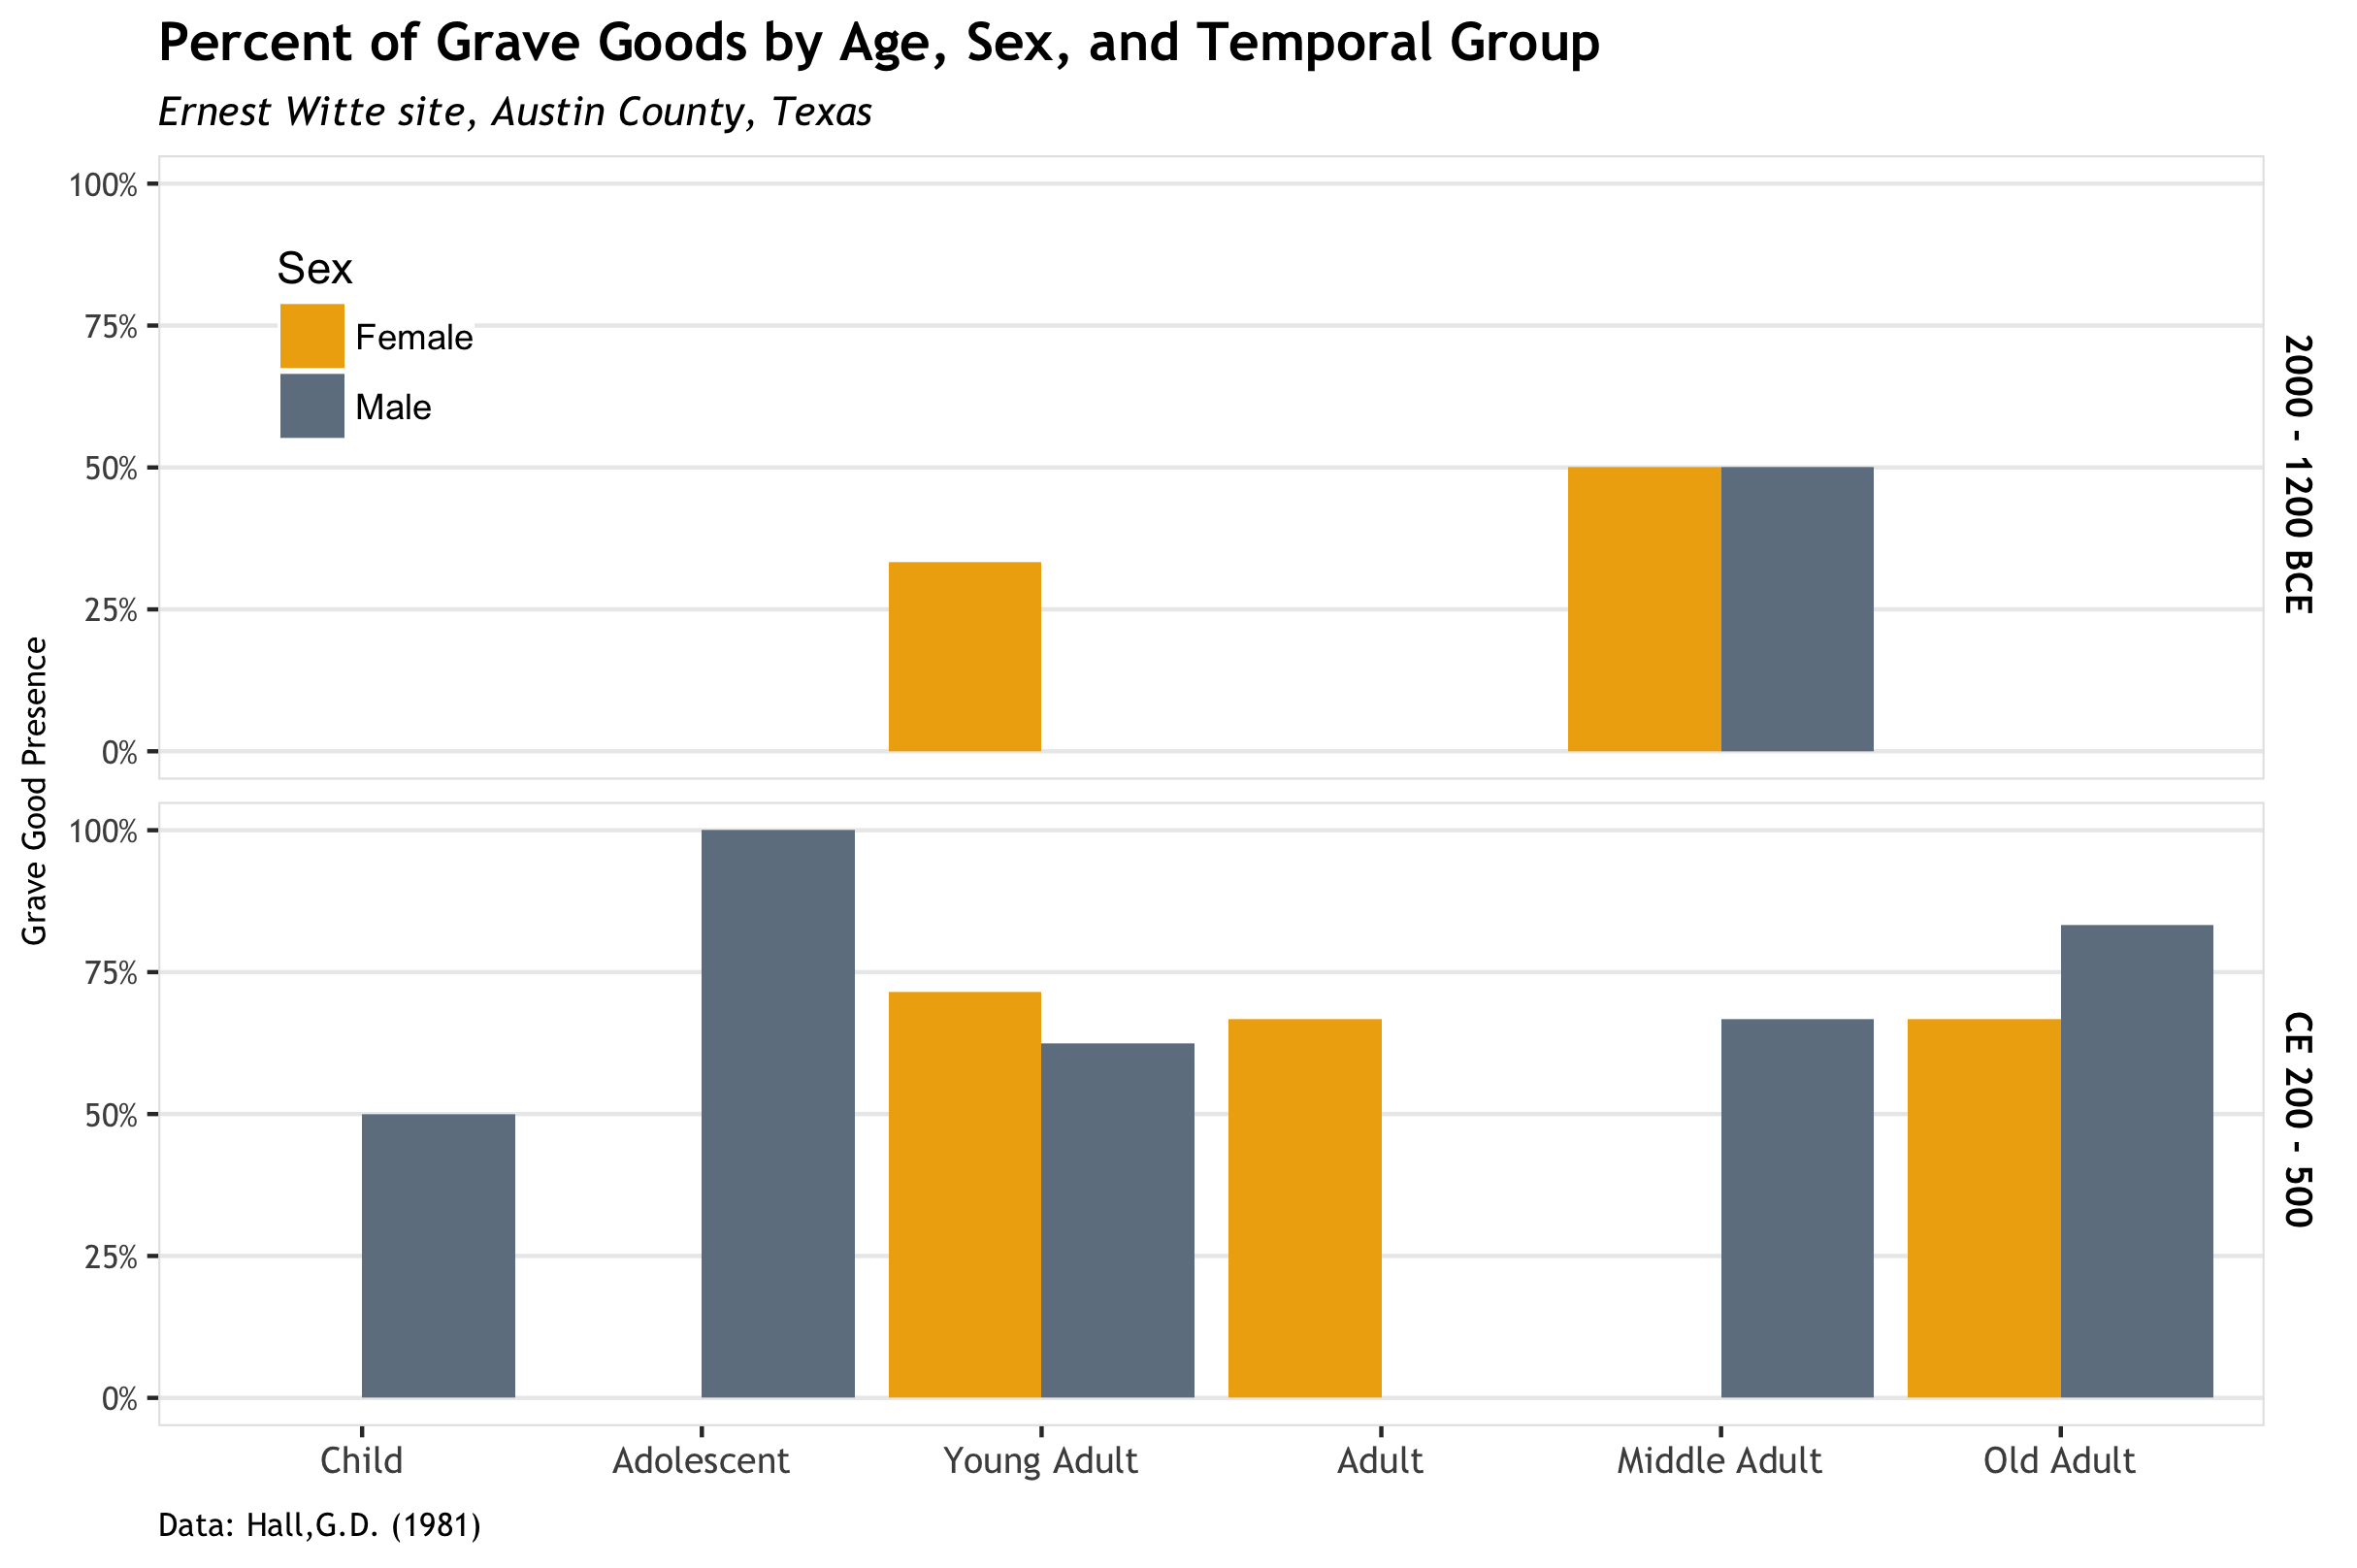 Percent of Grave Goods by Age, Sex, and Temporal Group
Ernest Witte site, Austin County, Texas
Grave Good Presence
100%
75%
50%
25%
0%
Sex
Female
Male
2000 - 1200 BCE
100%
75%
50%
25%
0%
CE 200 - 500
Child Adolescent Young Adult Adult Middle Adult Old Adult
Data: Hall,G.D. (1981)